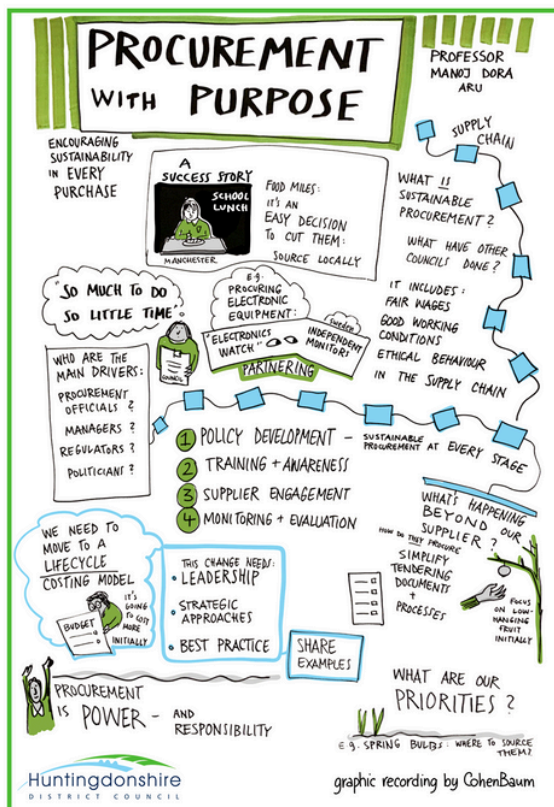 PROCUREMENT
WITH PURPOSE
PROFESSOR
MANOJ DORA
ARU
ENCOURAGING
SUSTAINABILITY
IN EVERY
PURCHASE
A
SUCCESS STORY
SCHOOL
LUNCH
MANCHESTER
FOOD MILES:
IT'S AN
EASY DECISION
TO CUT THEM:
SOURCE LOCALLY
SUPPLY
CHAIN
WHAT IS
SUSTAINABLE
PROCUREMENT?
WHAT HAVE OTHER
COUNCILS DONE?
IT INCLUDES:
FAIR WAGES
GOOD WORKING
CONDITIONS
ETHICAL BEHAVIOUR
IN THE SUPPLY CHAIN
"SO MUCH TO DO
SO LITTLE TIME"
COUNCIL
E.G.
PROCURING
ELECTRONIC
EQUIPMENT:
"ELECTRONICS
WATCH"
SWEDEN
INDEPENDENT
MONITORS
PARTNERING
WHO ARE THE
MAIN DRIVERS:
PROCUREMENT
OFFICIALS?
MANAGERS?
REGULATORS?
POLITICIANS?
1 POLICY DEVELOPMENT – SUSTAINABLE
PROCUREMENT AT EVERY STAGE
2 TRAINING + AWARENESS
3 SUPPLIER ENGAGEMENT
4 MONITORING + EVALUATION
WHAT'S HAPPENING
BEYOND OUR
SUPPLIER?
HOW DO THEY PROCURE
SIMPLIFY
TENDERING
DOCUMENTS
+
PROCESSES
FOCUS
ON LOW-
HANGING
FRUIT
INITIALLY
WE NEED TO
MOVE TO A
LIFECYCLE
COSTING MODEL
BUDGET
IT'S
GOING
TO COST
MORE
INITIALLY
THIS CHANGE NEEDS:
• LEADERSHIP
• STRATEGIC
APPROACHES
• BEST PRACTICE
SHARE
EXAMPLES
PROCUREMENT
IS POWER – AND
RESPONSIBILITY
WHAT ARE OUR
PRIORITIES?
E.G. SPRING BULBS: WHERE TO SOURCE
THEM?
Huntingdonshire
DISTRICT COUNCIL
graphic recording by CohenBaum